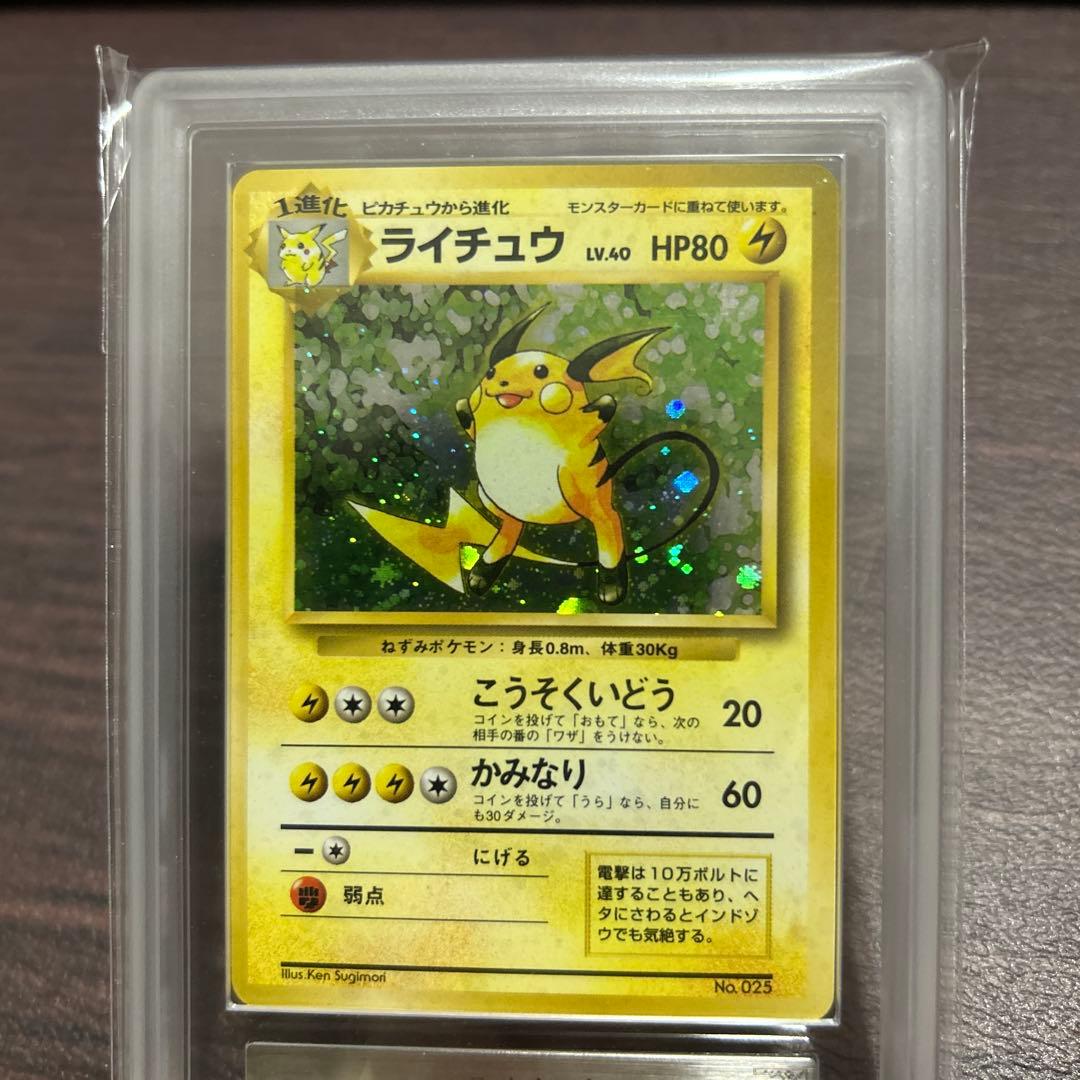 1進化 ピカチュウから進化 モンスターカードに重ねて使います。
ライチュウ LV.40 HP80
ねずみポケモン：身長0.8m、体重30Kg
こうそくいどう 20
コインを投げて「おもて」なら、次の
相手の番の「ワザ」をうけない。
かみなり 60
コインを投げて「うら」なら、自分に
も30ダメージ。
ー にげる
弱点
電撃は10万ボルトに
達することもあり、ヘ
タにさわるとインドゾ
ウでも気絶する。
Illus.Ken Sugimori
No. 025